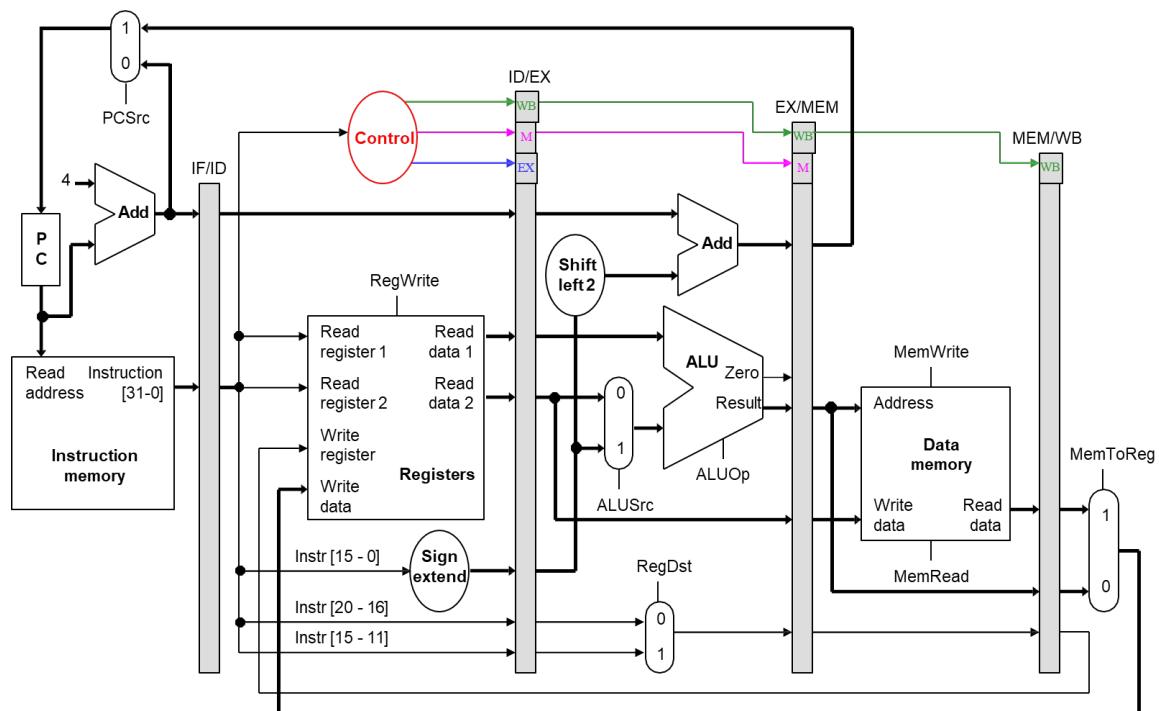 1
0
PCSrc
ID/EX
WB
M
EX
Control
EX/MEM
WB
M
MEM/WB
WB
IF/ID
4
Add
P
C
Add
Shift
left 2
RegWrite
Read
register 1
Read
data 1
Read
register 2
Read
data 2
Write
register
Write
data
Registers
Read
address
Instruction
[31-0]
Instruction
memory
ALU
Zero
Result
ALUOp
0
1
ALUSrc
MemWrite
Address
Data
memory
Write
data
Read
data
MemRead
MemToReg
1
0
Instr [15 - 0]
Sign
extend
Instr [20 - 16]
Instr [15 - 11]
RegDst
0
1